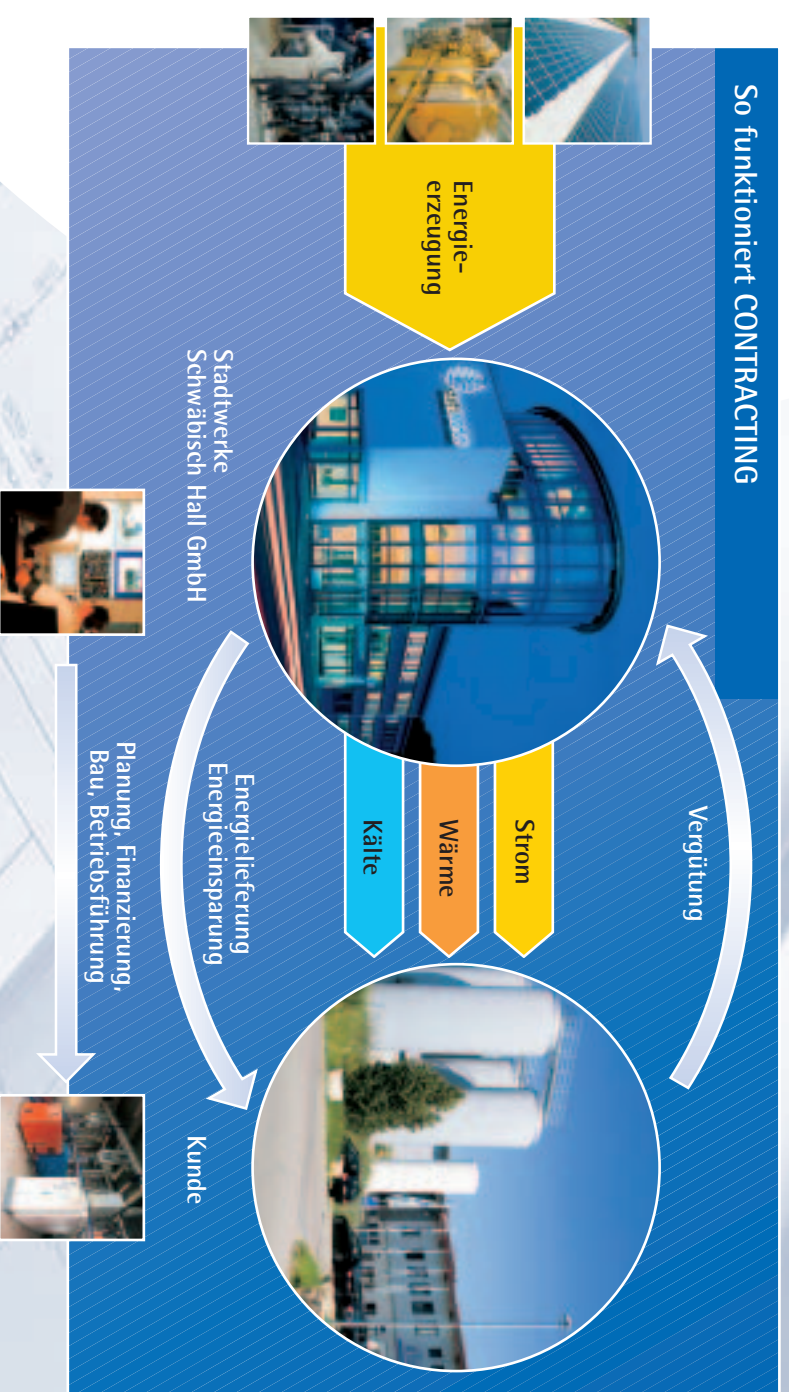 So funktioniert CONTRACTING
Vergütung
Energie-
erzeugung
Strom
Wärme
Kälte
Stadtwerke
Schwäbisch Hall GmbH
Energielieferung
Energieeinsparung
Kunde
Planung, Finanzierung,
Bau, Betriebsführung